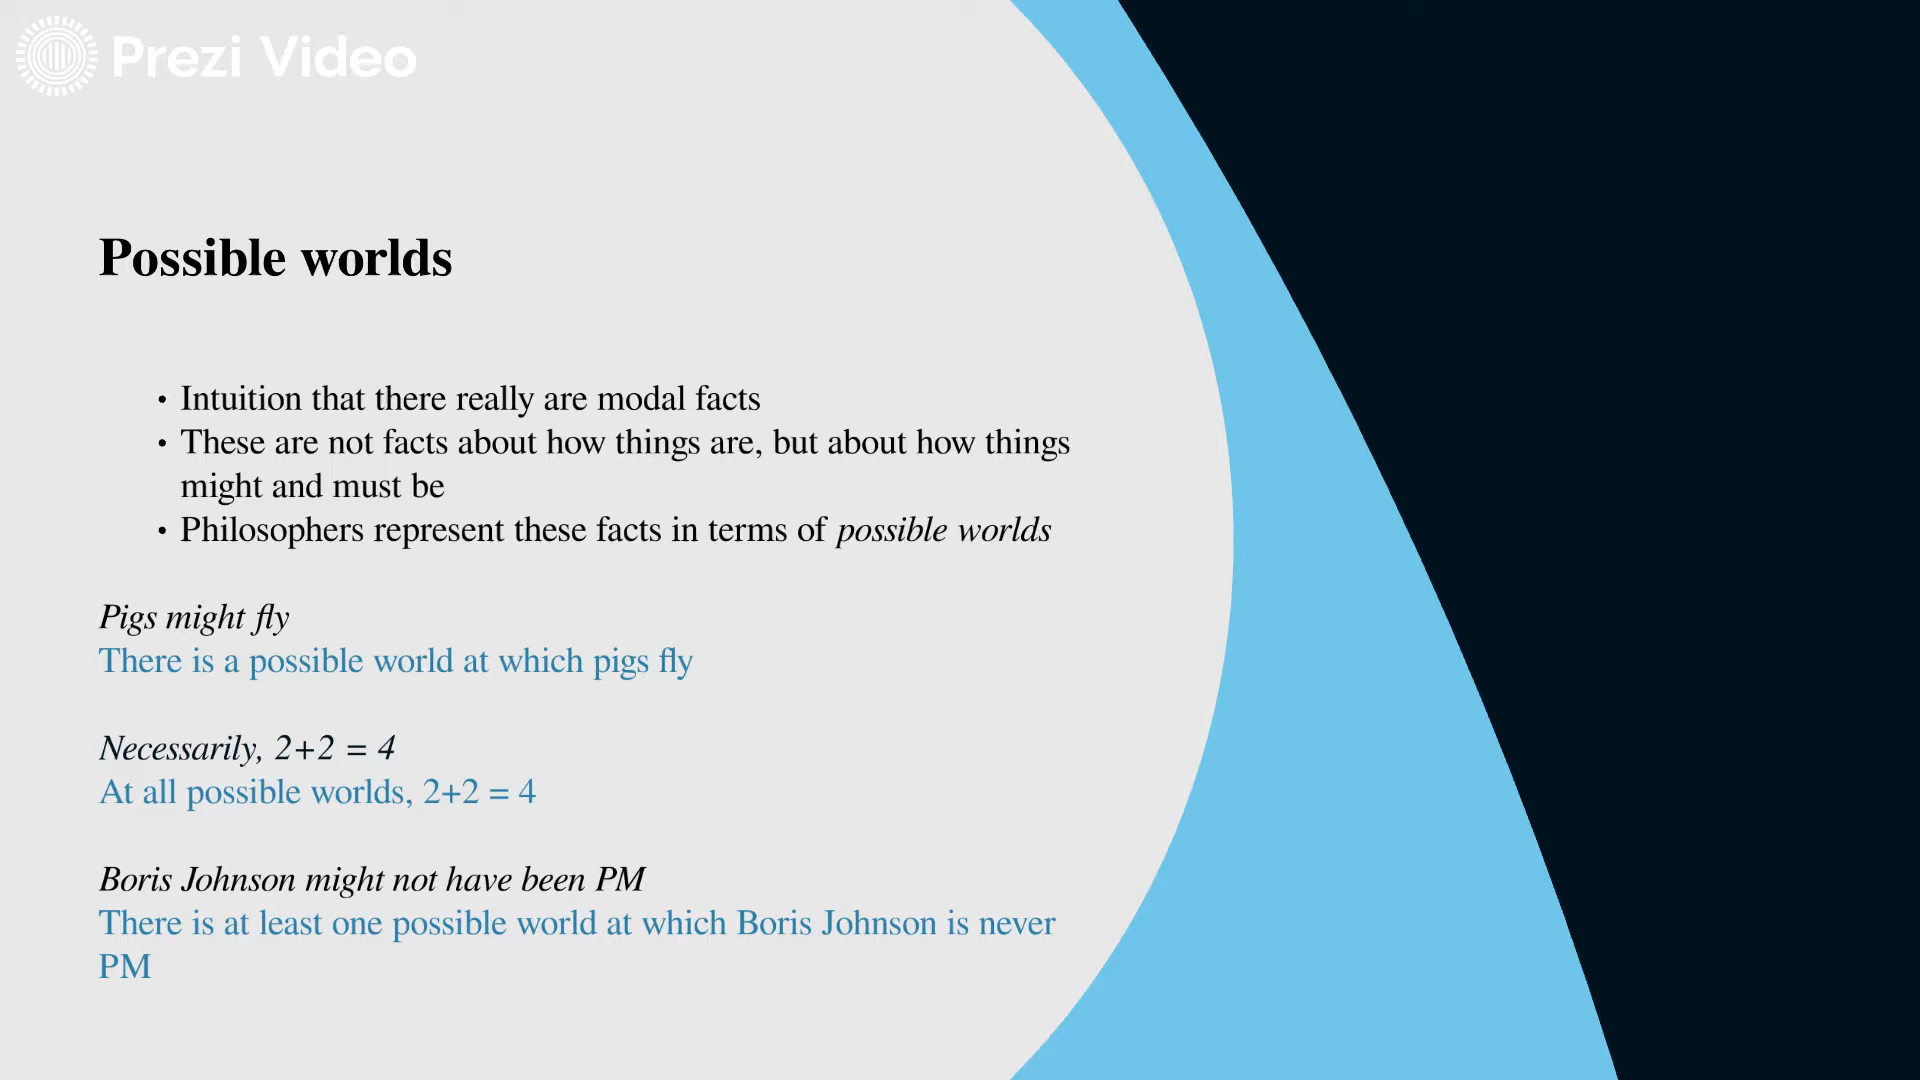 Prezi Video
Possible worlds
• Intuition that there really are modal facts
• These are not facts about how things are, but about how things
might and must be
• Philosophers represent these facts in terms of possible worlds
Pigs might fly
There is a possible world at which pigs fly
Necessarily, 2+2 = 4
At all possible worlds, 2+2 = 4
Boris Johnson might not have been PM
There is at least one possible world at which Boris Johnson is never
PM